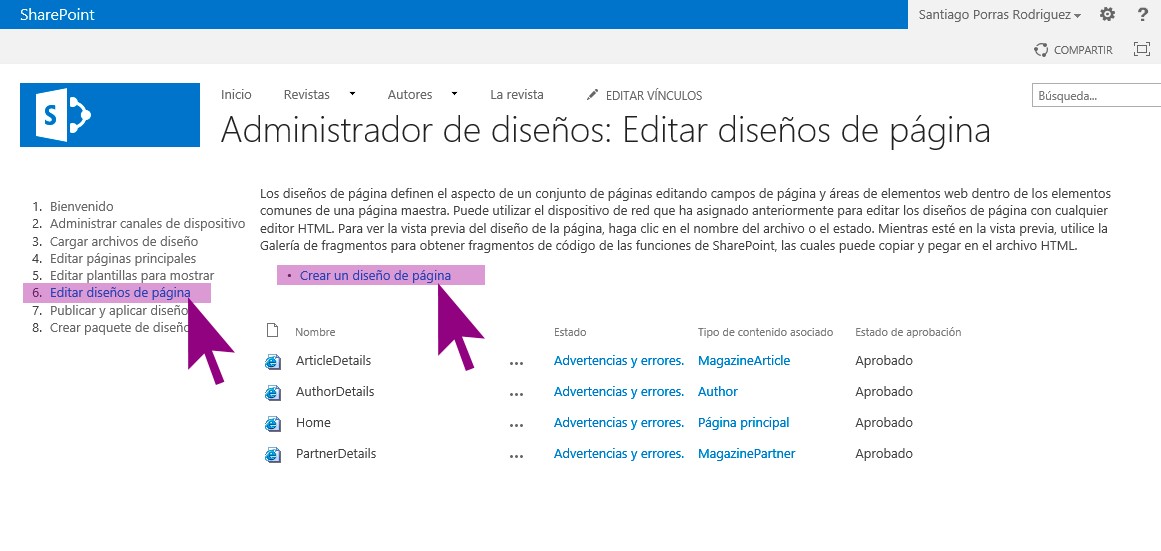 SharePoint
Santiago Porras Rodriguez
?
COMPARTIR
S
Inicio
Revistas
Autores
La revista
EDITAR VÍNCULOS
Búsqueda...
Administrador de diseños: Editar diseños de página
1. Bienvenido
2. Administrar canales de dispositivo
3. Cargar archivos de diseño
4. Editar páginas principales
5. Editar plantillas para mostrar
6. Editar diseños de página
7. Publicar y aplicar diseño
8. Crear paquete de diseño
Los diseños de página definen el aspecto de un conjunto de páginas editando campos de página y áreas de elementos web dentro de los elementos
comunes de una página maestra. Puede utilizar el dispositivo de red que ha asignado anteriormente para editar los diseños de página con cualquier
editor HTML. Para ver la vista previa del diseño de la página, haga clic en el nombre del archivo o el estado. Mientras esté en la vista previa, utilice la
Galería de fragmentos para obtener fragmentos de código de las funciones de SharePoint, las cuales puede copiar y pegar en el archivo HTML.
• Crear un diseño de página
Nombre Estado Tipo de contenido asociado Estado de aprobación
ArticleDetails ... Advertencias y errores. MagazineArticle Aprobado
AuthorDetails ... Advertencias y errores. Author Aprobado
Home ... Advertencias y errores. Página principal Aprobado
PartnerDetails ... Advertencias y errores. MagazinePartner Aprobado